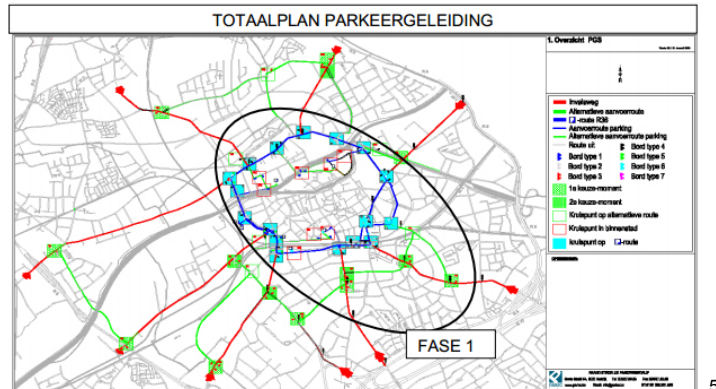 TOTAALPLAN PARKEERGELEIDING
1. Overzicht PGS
Invalsweg
Alternatieve aanvoerroute
P-route R36
Aanvoerroute parking
Alternatieve aanvoerroute parking
Route uit
Bord type 1
Bord type 2
Bord type 3
Bord type 4
Bord type 5
Bord type 6
Bord type 7
1e keuze-moment
2e keuze-moment
Kruispunt op alternatieve route
Kruispunt in binnenstad
kruispunt op P-route
FASE 1